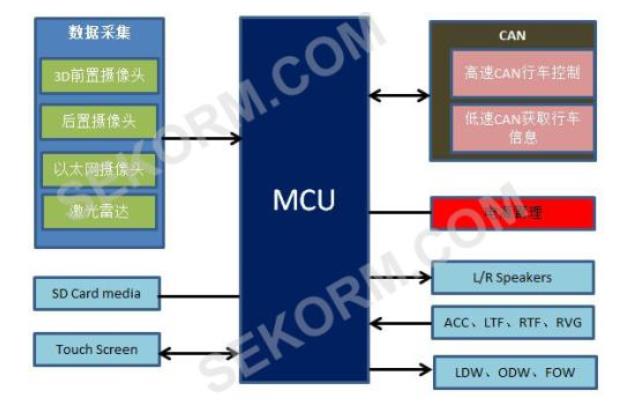 数据采集
3D前置摄像头
后置摄像头
以太网摄像头
激光雷达
SD Card media
Touch Screen
MCU
CAN
高速CAN行车控制
低速CAN获取行车
信息
电源管理
L/R Speakers
ACC、LTF、RTF、RVG
LDW、ODW、FOW
SEKORM.COM
SEKORM.COM